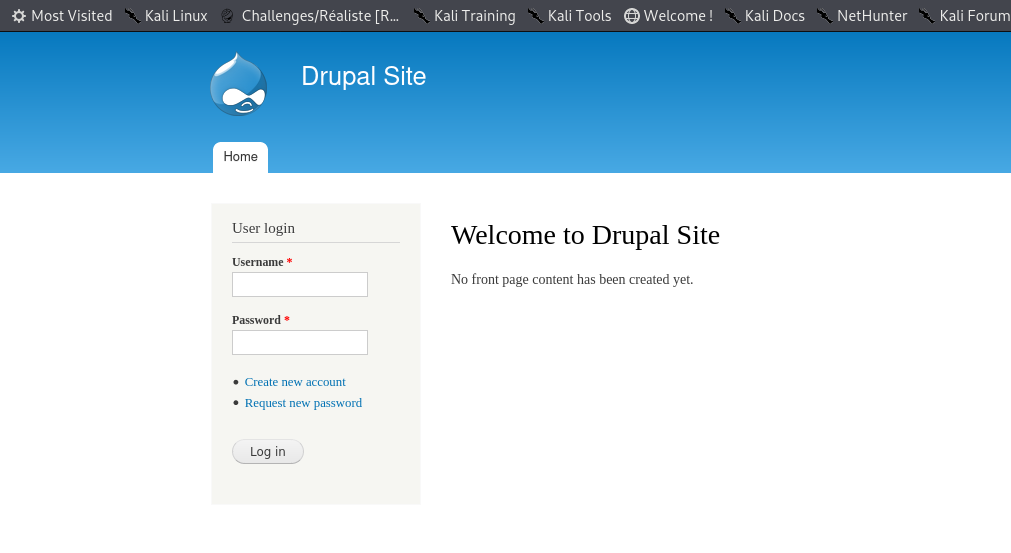 Most Visited Kali Linux Challenges/Réaliste [R... Kali Training Kali Tools Welcome ! Kali Docs NetHunter Kali Forum
Drupal Site
Home
User login
Username *
Password *
Create new account
Request new password
Log in
Welcome to Drupal Site
No front page content has been created yet.